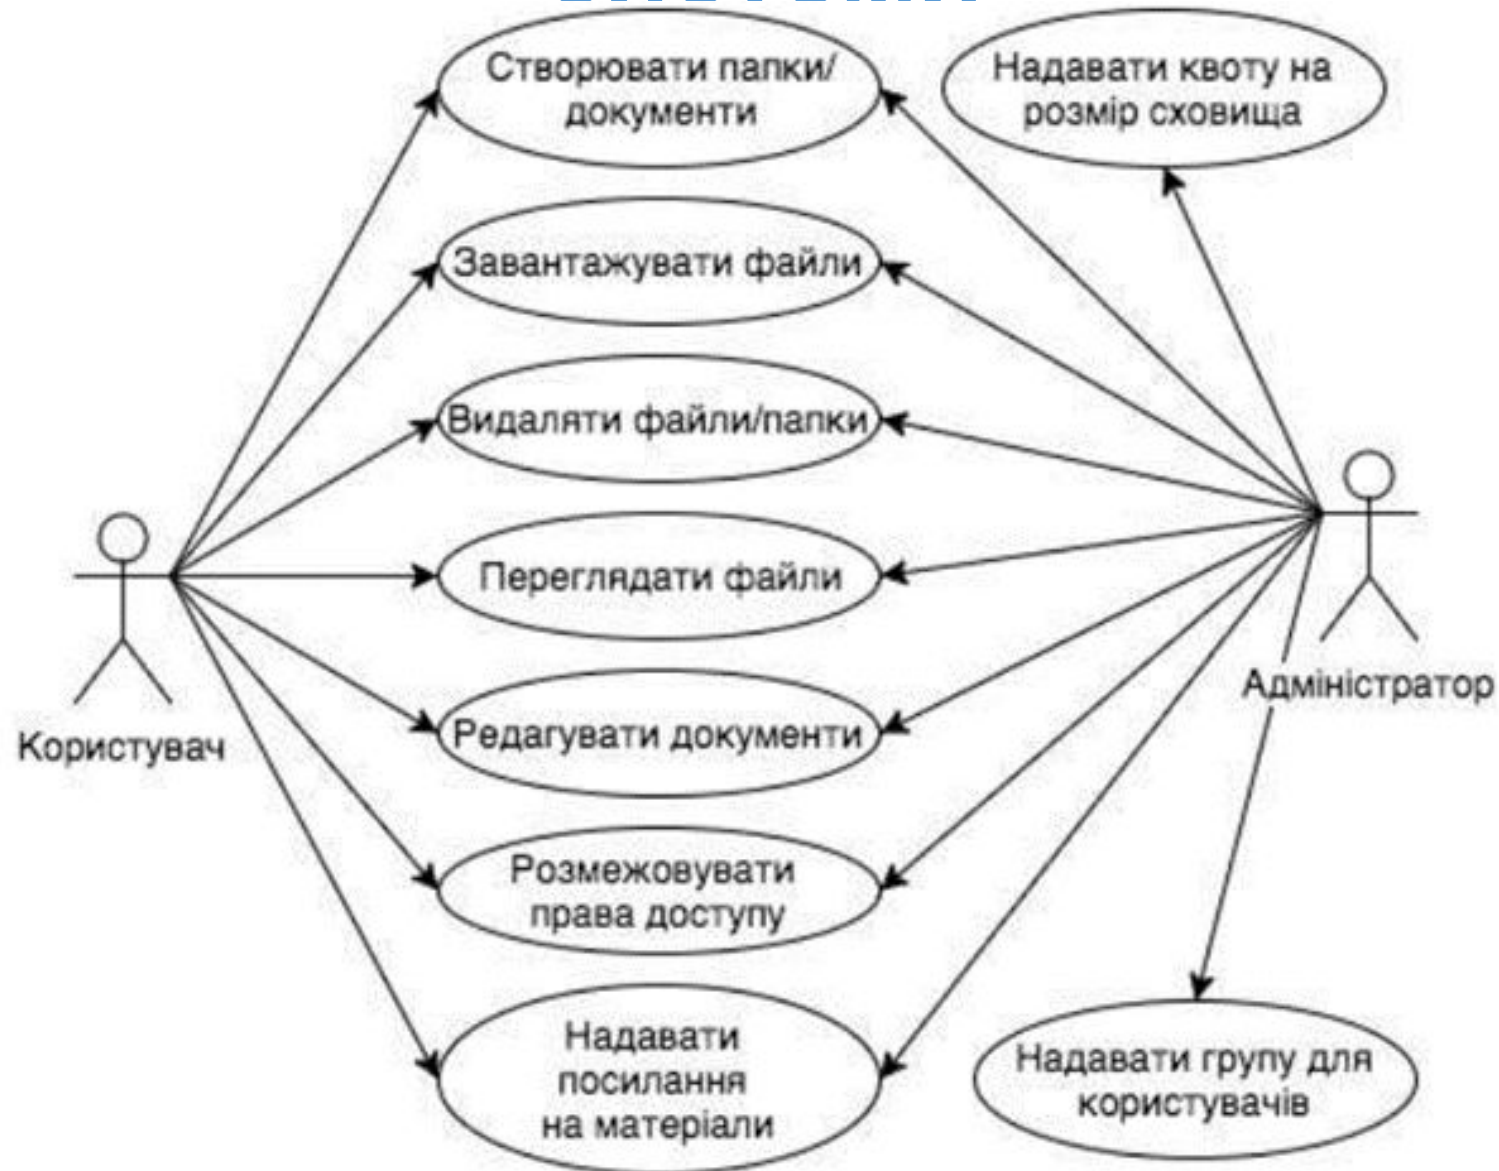 Створювати папки/
документи
Надавати квоту на
розмір сховища
Завантажувати файли
Видаляти файли/папки
Переглядати файли
Адміністратор
Користувач
Редагувати документи
Розмежовувати
права доступу
Надавати
посилання
на матеріали
Надавати групу для
користувачів